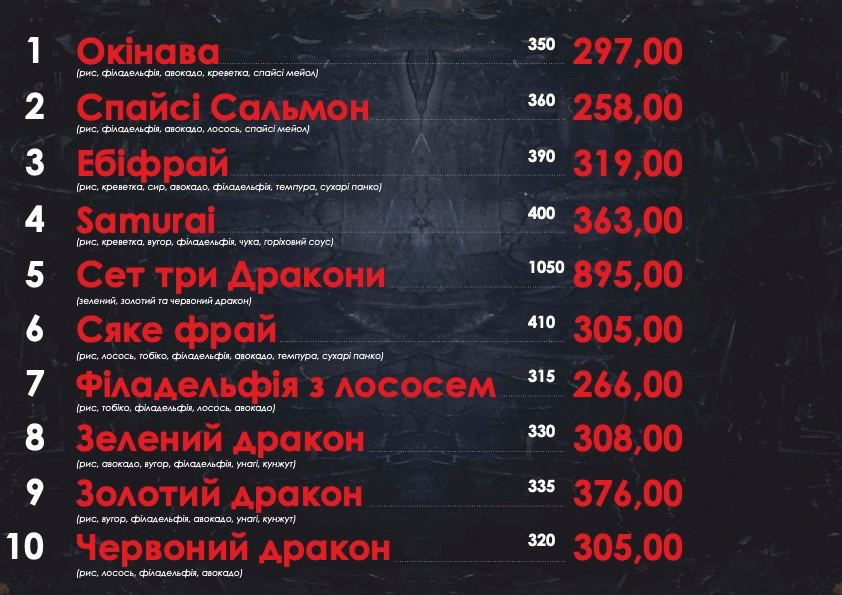 1 Окінава 350 297,00
(рис, філадельфія, авокадо, креветка, спайсі мейол)
2 Спайсі Сальмон 360 258,00
(рис, філадельфія, авокадо, лосось, спайсі мейол)
3 Ебіфрай 390 319,00
(рис, креветка, сир, авокадо, філадельфія, темпура, сухарі панко)
4 Samurai 400 363,00
(рис, креветка, вугор, філадельфія, чука, горіховий соус)
5 Сет три Дракони 1050 895,00
(зелений, золотий та червоний дракон)
6 Сяке фрай 410 305,00
(рис, лосось, тобіко, філадельфія, авокадо, темпура, сухарі панко)
7 Філадельфія з лососем 315 266,00
(рис, тобіко, філадельфія, лосось, авокадо)
8 Зелений дракон 330 308,00
(рис, авокадо, вугор, філадельфія, унагі, кунжут)
9 Золотий дракон 335 376,00
(рис, вугор, філадельфія, авокадо, унагі, кунжут)
10 Червоний дракон 320 305,00
(рис, лосось, філадельфія, авокадо)